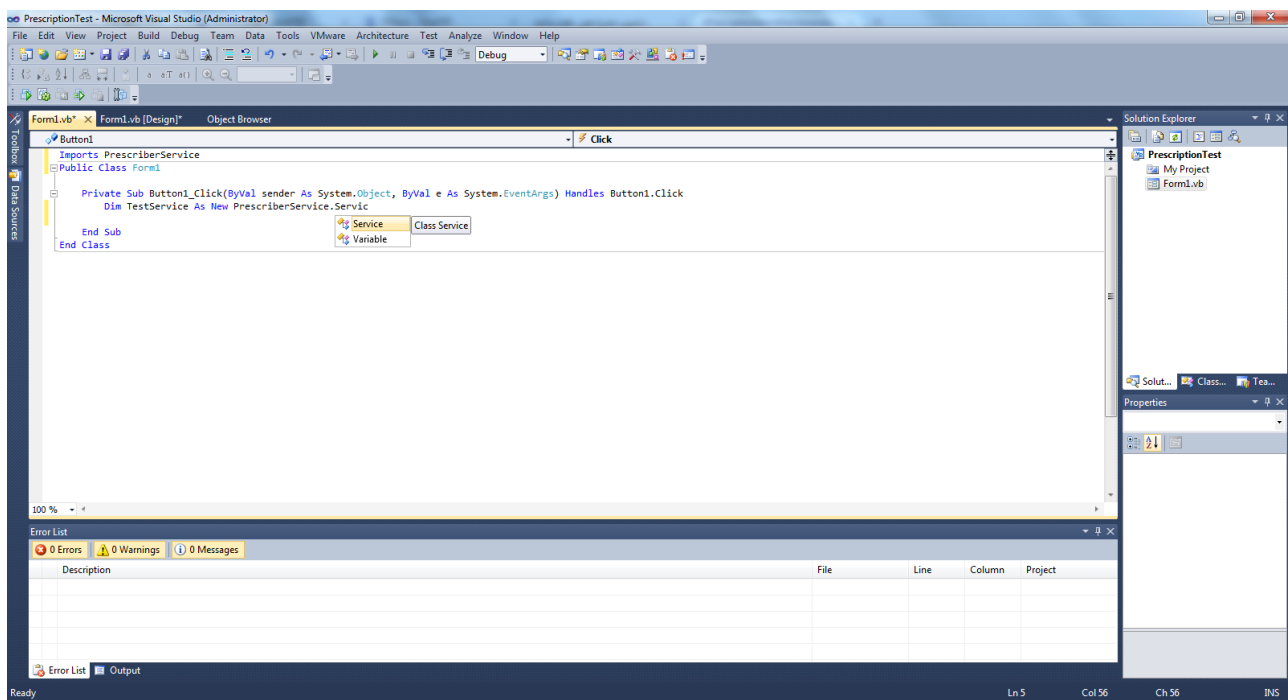 PrescriptionTest - Microsoft Visual Studio (Administrator)
File Edit View Project Build Debug Team Data Tools VMware Architecture Test Analyze Window Help
Debug
Form1.vb* Form1.vb [Design]* Object Browser
Solution Explorer
Toolbox
Data Sources
Button1
Click
Imports PrescriberService
Public Class Form1
Private Sub Button1_Click(ByVal sender As System.Object, ByVal e As System.EventArgs) Handles Button1.Click
Dim TestService As New PrescriberService.Servic
Service
Class Service
Variable
End Sub
End Class
PrescriptionTest
My Project
Form1.vb
Solut... Class... Tea...
Properties
100 %
Error List
0 Errors 0 Warnings 0 Messages
Description File Line Column Project
Error List Output
Ready Ln 5 Col 56 Ch 56 INS